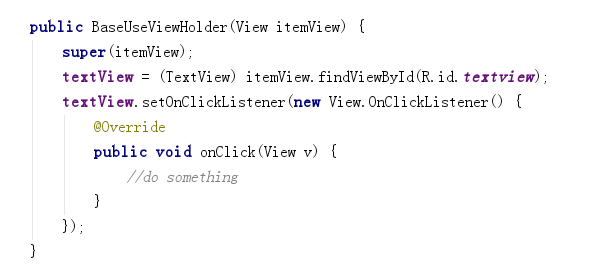 public BaseUseViewHolder(View itemView) {
super(itemView);
textView = (TextView) itemView.findViewById(R.id.textview);
textView.setOnClickListener(new View.OnClickListener() {
@Override
public void onClick(View v) {
//do something
}
});
}